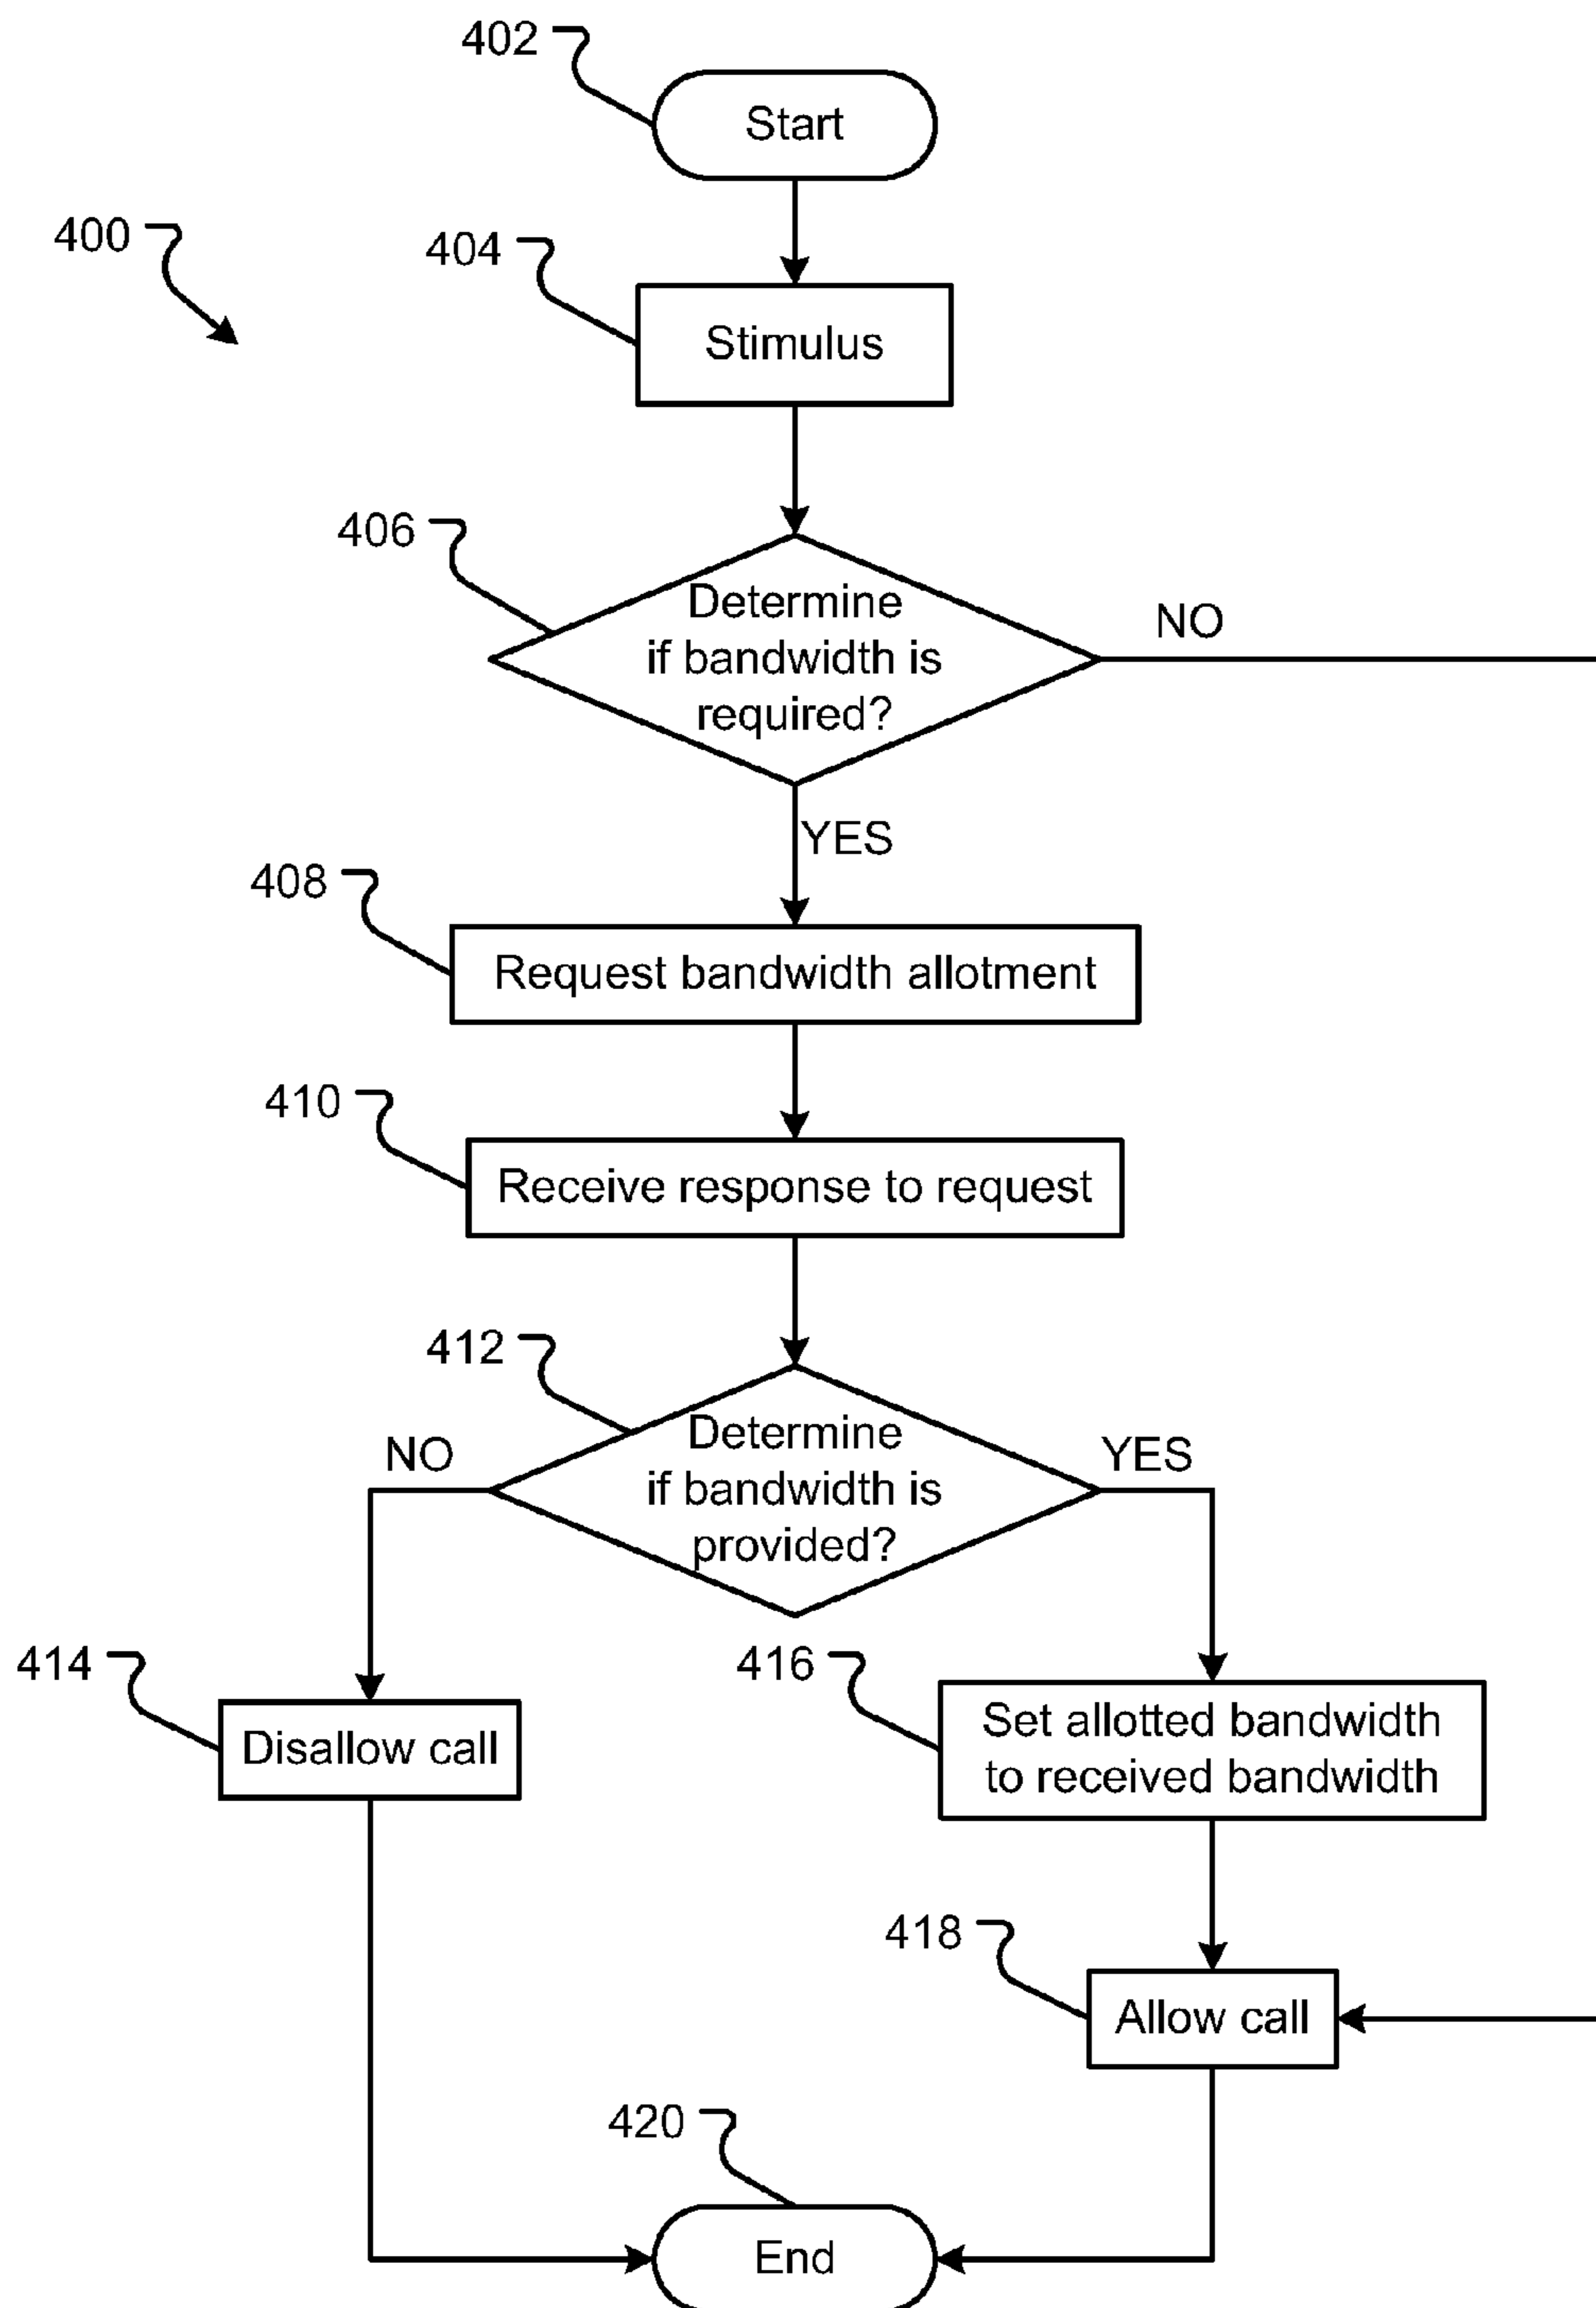 402
Start
400
404
Stimulus
406
Determine
if bandwidth is
required?
NO
YES
408
Request bandwidth allotment
410
Receive response to request
412
Determine
if bandwidth is
provided?
NO
YES
414
Disallow call
416
Set allotted bandwidth
to received bandwidth
418
Allow call
420
End